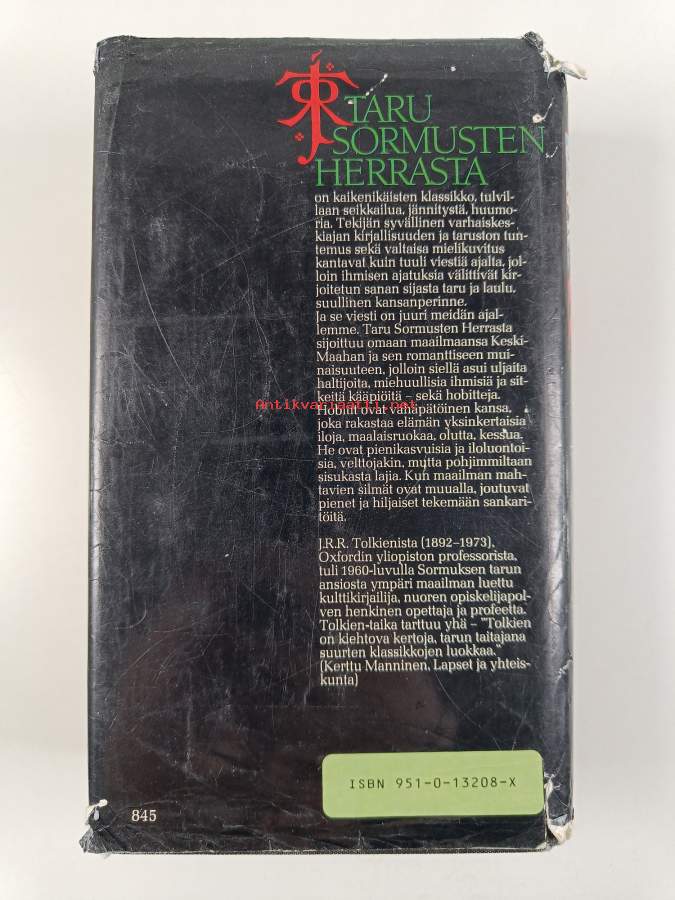 TARU
SORMUSTEN
HERRASTA
on kaikenikäisten klassikko, tulvil-
laan seikkailua, jännitystä, huumo-
ria. Tekijän syvällinen varhaiskes-
kiajan kirjallisuuden ja taruston tun-
temus sekä valtaisa mielikuvitus
kantavat kuin tuuli viestiä ajalta, jol-
loin ihmisen ajatuksia välittivät kir-
joitetun sanan sijasta taru ja laulu,
suullinen kansanperinne.
Ja se viesti on juuri meidän ajal-
lemme. Taru Sormusten Herrasta
sijoittuu omaan maailmaansa Keski-
Maahan ja sen romanttiseen mui-
naisuuteen, jolloin siellä asui uljaita
haltijoita, miehuullisia ihmisiä ja sit-
keitä kääpiöitä – sekä hobitteja.
Antikvariaatti.net
Hobitit ovat vähäpätöinen kansa,
joka rakastaa elämän yksinkertaisia
iloja, maalaisruokaa, olutta, kessua.
He ovat pienikasvuisia ja iloluontoi-
sia, velttojakin, mutta pohjimmiltaan
sisukasta lajia. Kun maailman mah-
tavien silmät ovat muualla, joutuvat
pienet ja hiljaiset tekemään sankari-
töitä.
J.R.R. Tolkienista (1892–1973),
Oxfordin yliopiston professorista,
tuli 1960-luvulla Sormuksen tarun
ansiosta ympäri maailman luettu
kulttikirjailija, nuoren opiskelijapol-
ven henkinen opettaja ja profeetta.
Tolkien-taika tarttuu yhä – "Tolkien
on kiehtova kertoja, tarun taitajana
suurten klassikkojen luokkaa."
(Kerttu Manninen, Lapset ja yhteis-
kunta)
ISBN 951-0-13208-X
845